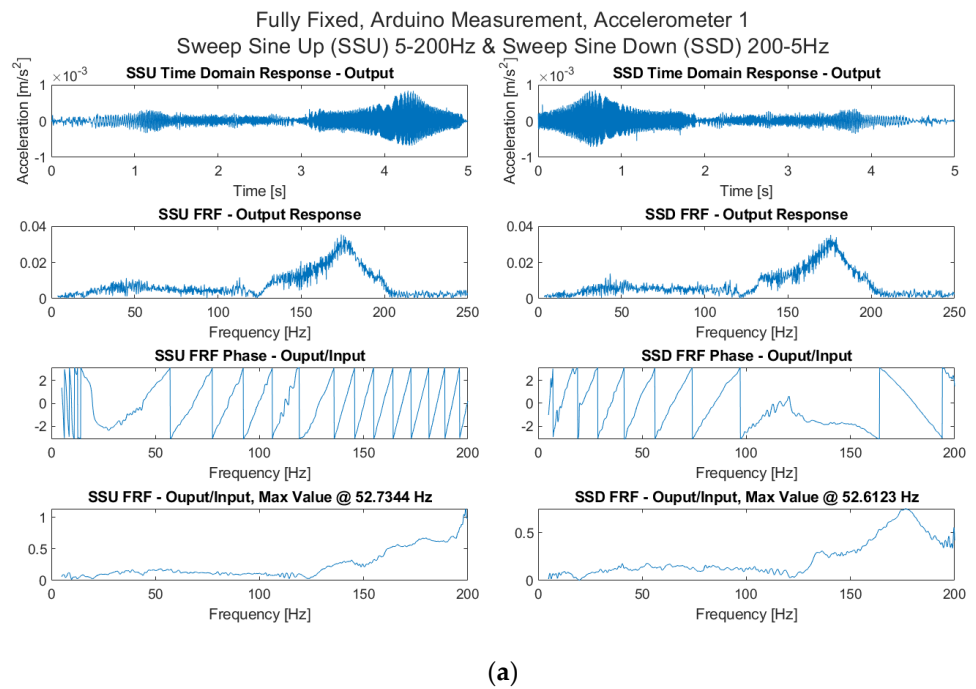 Fully Fixed, Arduino Measurement, Accelerometer 1
Sweep Sine Up (SSU) 5-200Hz & Sweep Sine Down (SSD) 200-5Hz
SSU Time Domain Response - Output
×10⁻³
Acceleration [m/s²]
1
0
-1
0 1 2 3 4 5
Time [s]
SSD Time Domain Response - Output
×10⁻³
Acceleration [m/s²]
1
0
-1
0 1 2 3 4 5
Time [s]
SSU FRF - Output Response
0.04
0.02
0
0 50 100 150 200 250
Frequency [Hz]
SSD FRF - Output Response
0.04
0.02
0
0 50 100 150 200 250
Frequency [Hz]
SSU FRF Phase - Ouput/Input
2
0
-2
0 50 100 150 200
Frequency [Hz]
SSD FRF Phase - Ouput/Input
2
0
-2
0 50 100 150 200
Frequency [Hz]
SSU FRF - Ouput/Input, Max Value @ 52.7344 Hz
1
0.5
0
0 50 100 150 200
Frequency [Hz]
SSD FRF - Ouput/Input, Max Value @ 52.6123 Hz
0.5
0
0 50 100 150 200
Frequency [Hz]
(a)